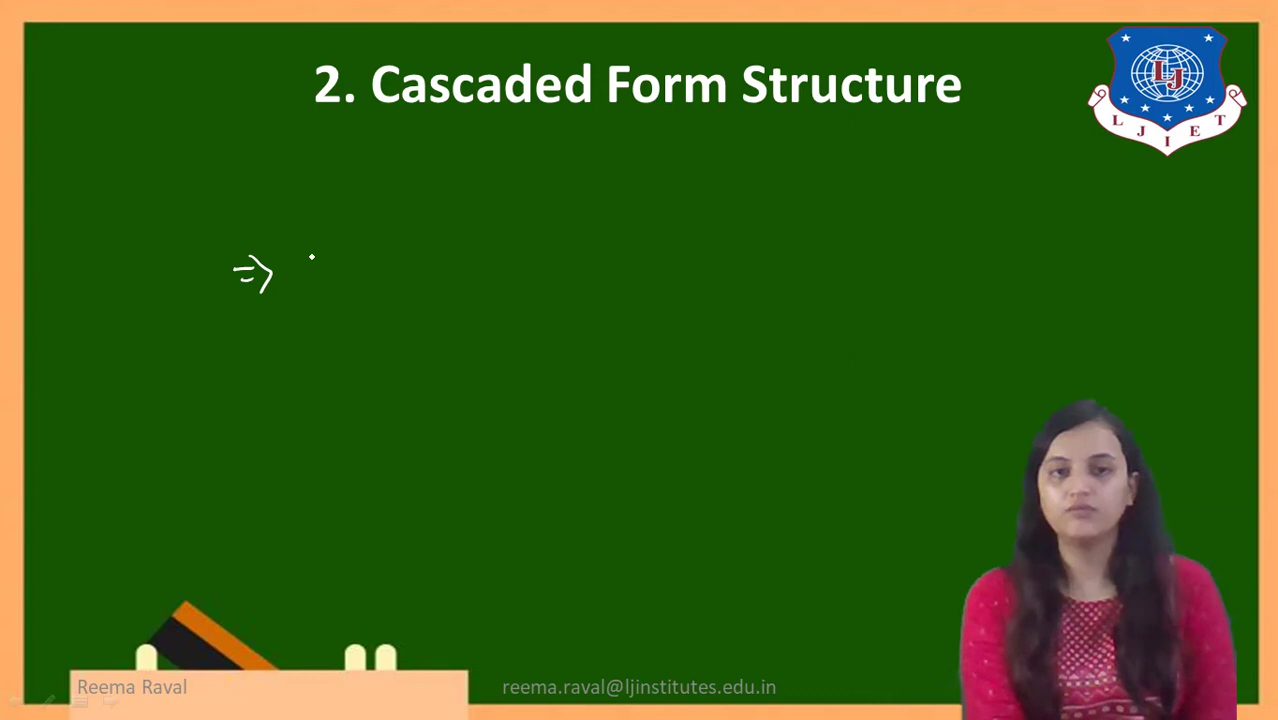 2. Cascaded Form Structure
LJ
L J I E T
⇒
Reema Raval
reema.raval@ljinstitutes.edu.in